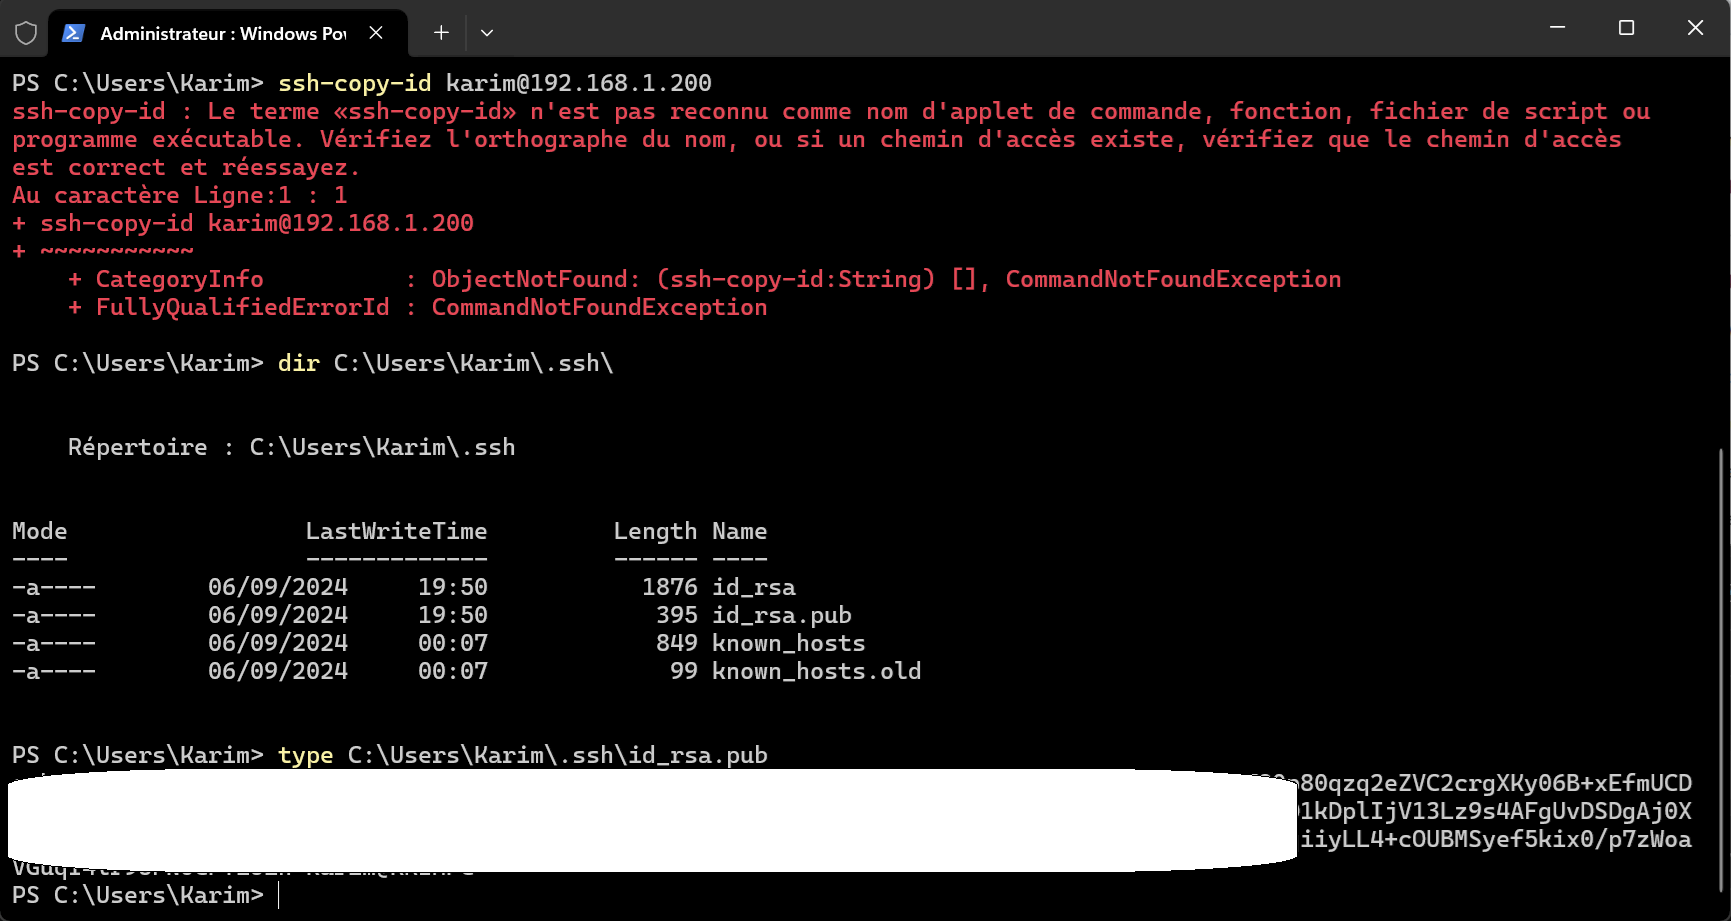 Administrateur : Windows Pow
PS C:\Users\Karim> ssh-copy-id karim@192.168.1.200
ssh-copy-id : Le terme «ssh-copy-id» n'est pas reconnu comme nom d'applet de commande, fonction, fichier de script ou
programme exécutable. Vérifiez l'orthographe du nom, ou si un chemin d'accès existe, vérifiez que le chemin d'accès
est correct et réessayez.
Au caractère Ligne:1 : 1
+ ssh-copy-id karim@192.168.1.200
+ ~~~~~~~~~~~
    + CategoryInfo          : ObjectNotFound: (ssh-copy-id:String) [], CommandNotFoundException
    + FullyQualifiedErrorId : CommandNotFoundException
PS C:\Users\Karim> dir C:\Users\Karim\.ssh\
    Répertoire : C:\Users\Karim\.ssh
Mode                 LastWriteTime         Length Name
----                 -------------         ------ ----
-a----        06/09/2024     19:50           1876 id_rsa
-a----        06/09/2024     19:50            395 id_rsa.pub
-a----        06/09/2024     00:07            849 known_hosts
-a----        06/09/2024     00:07             99 known_hosts.old
PS C:\Users\Karim> type C:\Users\Karim\.ssh\id_rsa.pub
80qzq2eZVC2crgXKy06B+xEfmUCD
1kDplIjV13Lz9s4AFgUvDSDgAj0X
iiyLL4+cOUBMSyef5kix0/p7zWoa
PS C:\Users\Karim>